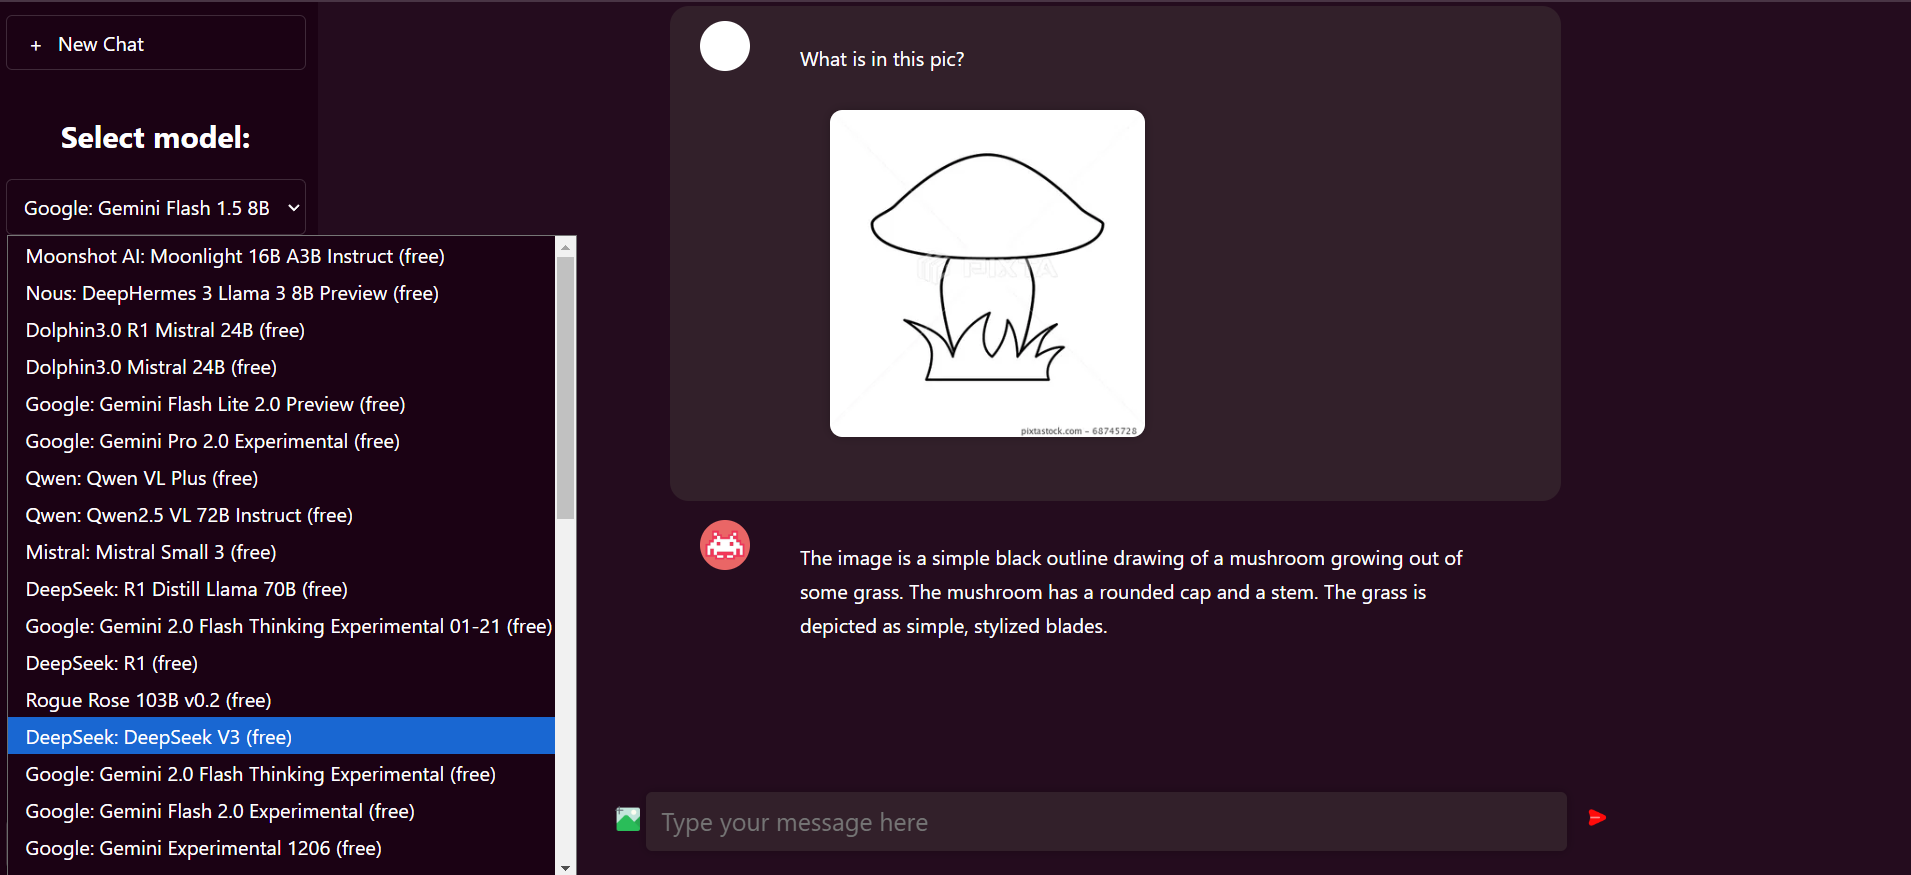 + New Chat
Select model:
Google: Gemini Flash 1.5 8B
Moonshot AI: Moonlight 16B A3B Instruct (free)
Nous: DeepHermes 3 Llama 3 8B Preview (free)
Dolphin3.0 R1 Mistral 24B (free)
Dolphin3.0 Mistral 24B (free)
Google: Gemini Flash Lite 2.0 Preview (free)
Google: Gemini Pro 2.0 Experimental (free)
Qwen: Qwen VL Plus (free)
Qwen: Qwen2.5 VL 72B Instruct (free)
Mistral: Mistral Small 3 (free)
DeepSeek: R1 Distill Llama 70B (free)
Google: Gemini 2.0 Flash Thinking Experimental 01-21 (free)
DeepSeek: R1 (free)
Rogue Rose 103B v0.2 (free)
DeepSeek: DeepSeek V3 (free)
Google: Gemini 2.0 Flash Thinking Experimental (free)
Google: Gemini Flash 2.0 Experimental (free)
Google: Gemini Experimental 1206 (free)
What is in this pic?
PIXTA
pixtastock.com - 68745728
The image is a simple black outline drawing of a mushroom growing out of
some grass. The mushroom has a rounded cap and a stem. The grass is
depicted as simple, stylized blades.
Type your message here